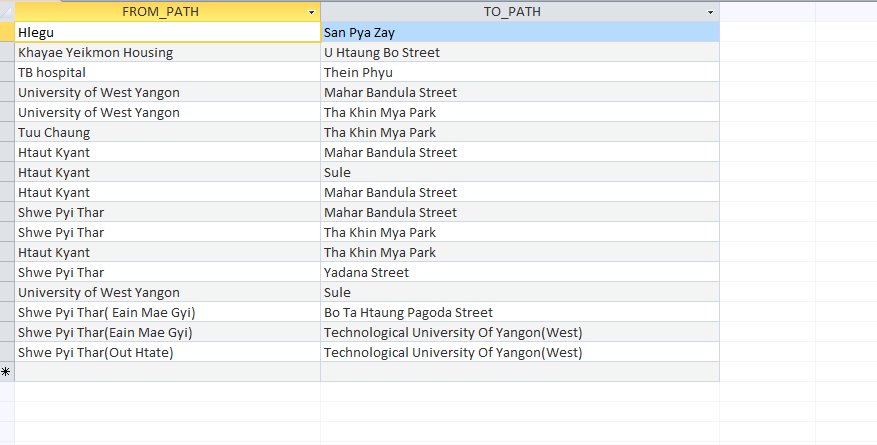 FROM_PATH TO_PATH
Hlegu San Pya Zay
Khayae Yeikmon Housing U Htaung Bo Street
TB hospital Thein Phyu
University of West Yangon Mahar Bandula Street
University of West Yangon Tha Khin Mya Park
Tuu Chaung Tha Khin Mya Park
Htaut Kyant Mahar Bandula Street
Htaut Kyant Sule
Htaut Kyant Mahar Bandula Street
Shwe Pyi Thar Mahar Bandula Street
Shwe Pyi Thar Tha Khin Mya Park
Htaut Kyant Tha Khin Mya Park
Shwe Pyi Thar Yadana Street
University of West Yangon Sule
Shwe Pyi Thar( Eain Mae Gyi) Bo Ta Htaung Pagoda Street
Shwe Pyi Thar(Eain Mae Gyi) Technological University Of Yangon(West)
Shwe Pyi Thar(Out Htate) Technological University Of Yangon(West)